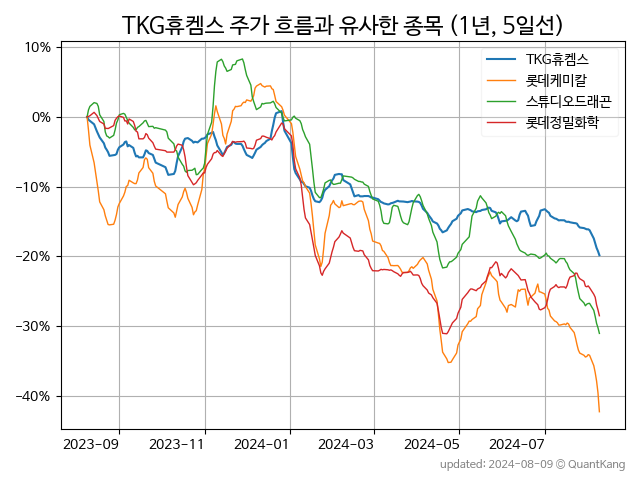 TKG휴켐스 주가 흐름과 유사한 종목 (1년, 5일선)
TKG휴켐스
롯데케미칼
스튜디오드래곤
롯데정밀화학
10%
0%
−10%
−20%
−30%
−40%
2023-09 2023-11 2024-01 2024-03 2024-05 2024-07
updated: 2024-08-09 © QuantKang